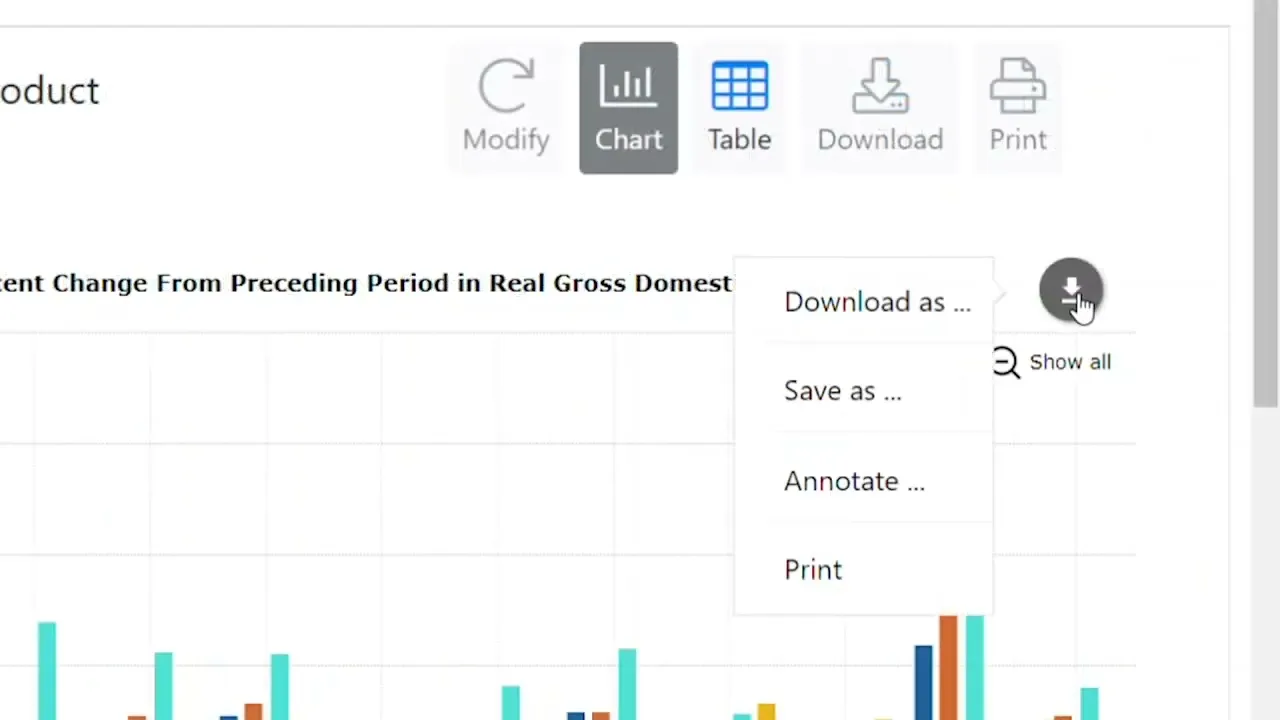 oduct
Modify
Chart
Table
Download
Print
Change From Preceding Period in Real Gross Domest
Download as ...
Show all
Save as ...
Annotate ...
Print